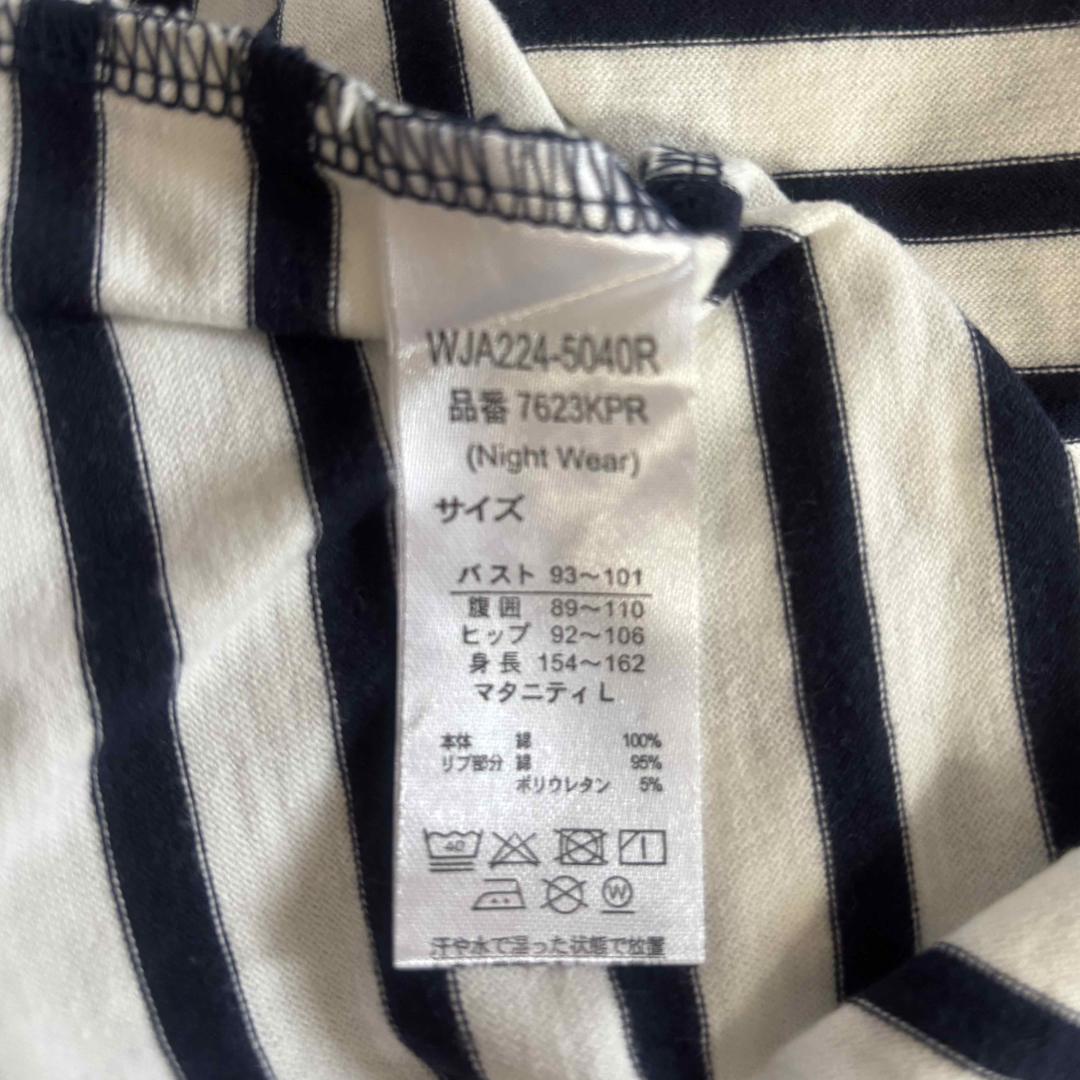 WJA224-5040R
品番 7623KPR
(Night Wear)
サイズ
バスト 93〜101
腹囲 89〜110
ヒップ 92〜106
身長 154〜162
マタニティ L
本体 綿 100%
リブ部分 綿 95%
ポリウレタン 5%
40
W
汗や水で湿った状態で放置